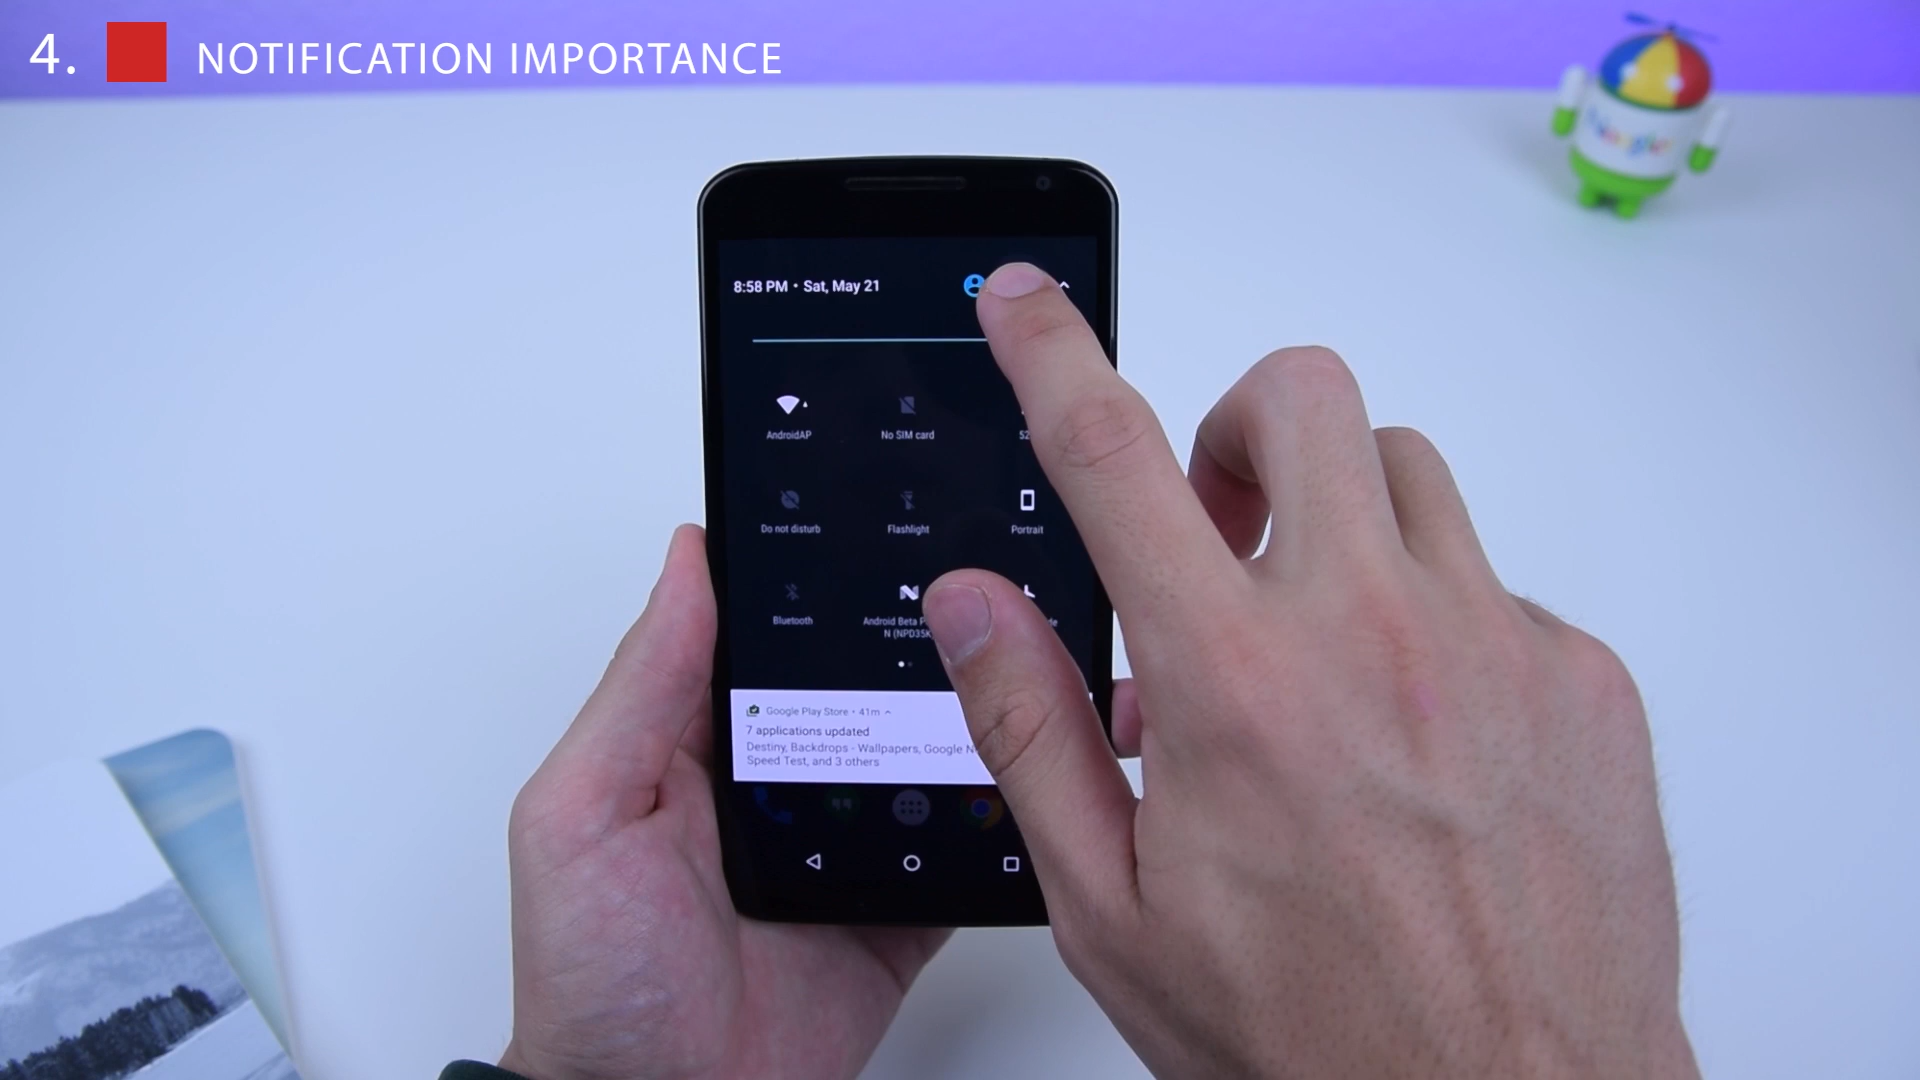 4. NOTIFICATION IMPORTANCE
8:58 PM • Sat, May 21
AndroidAP
No SIM card
Do not disturb
Flashlight
Portrait
Bluetooth
Android Beta
N (NPD35K
Google Play Store • 41m
7 applications updated
Destiny, Backdrops - Wallpapers, Google
Speed Test, and 3 others